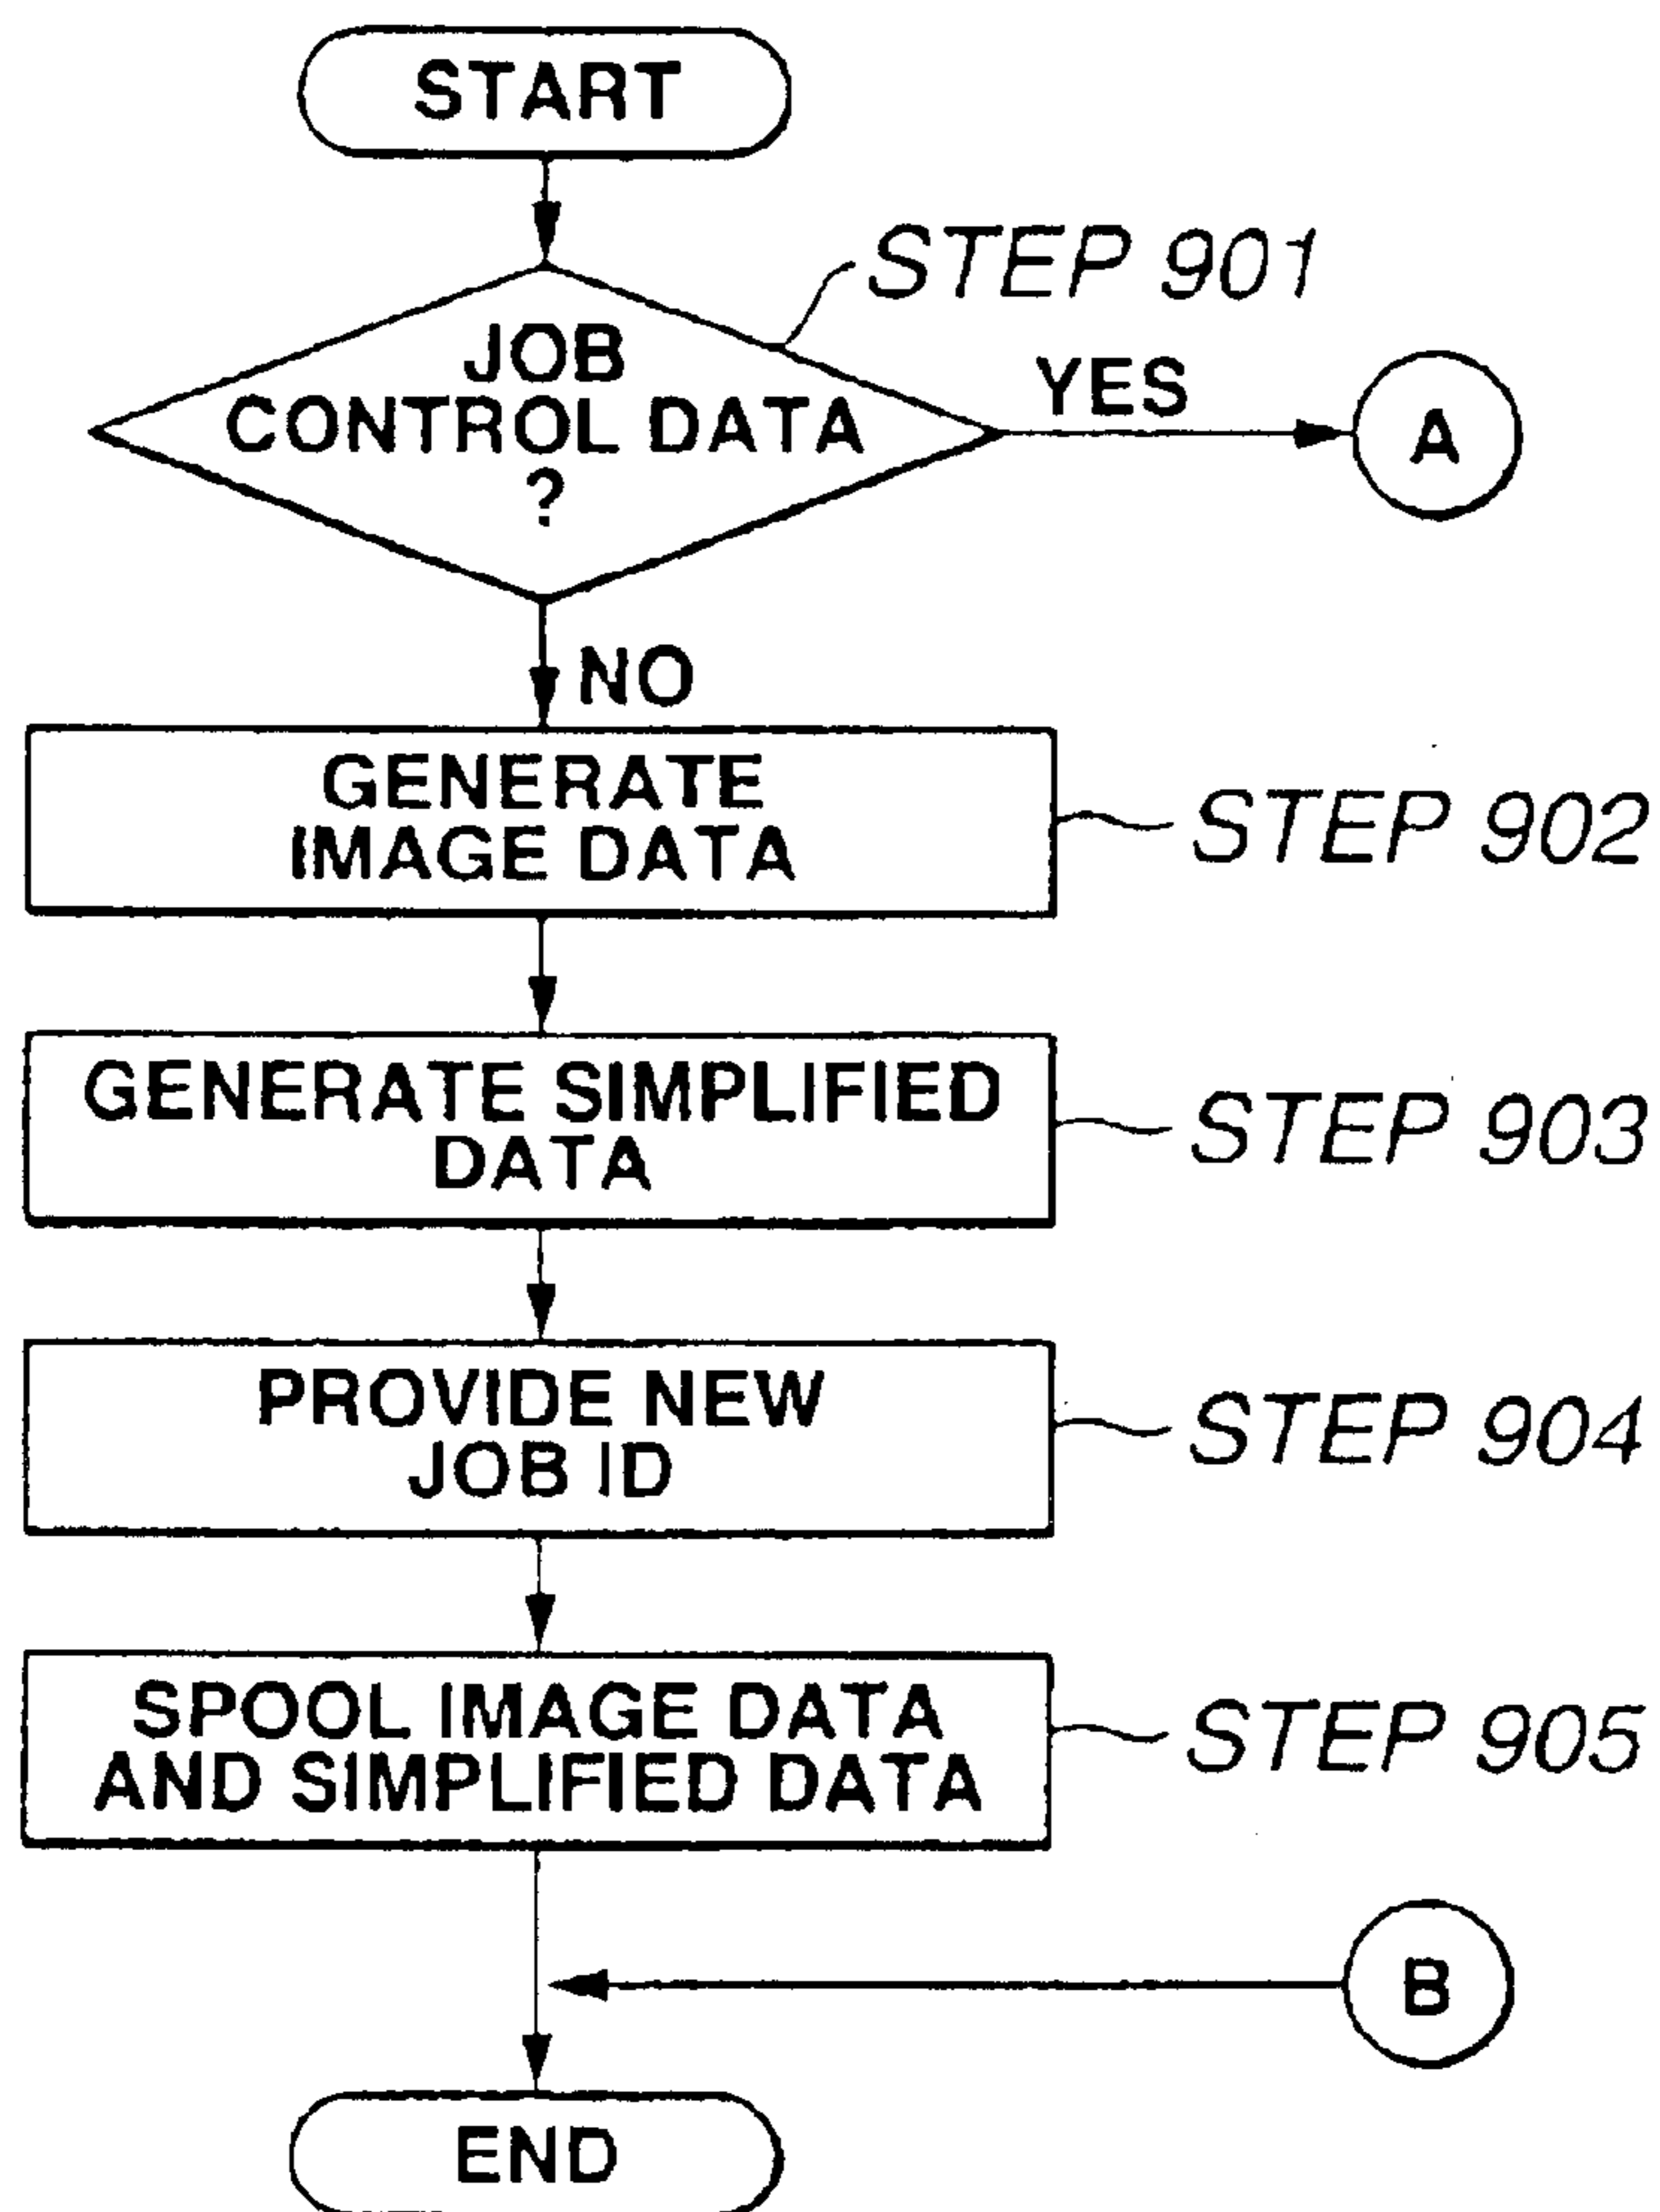 START
STEP 901
JOB
CONTROL DATA
?
YES
A
NO
GENERATE
IMAGE DATA
STEP 902
GENERATE SIMPLIFIED
DATA
STEP 903
PROVIDE NEW
JOB ID
STEP 904
SPOOL IMAGE DATA
AND SIMPLIFIED DATA
STEP 905
B
END